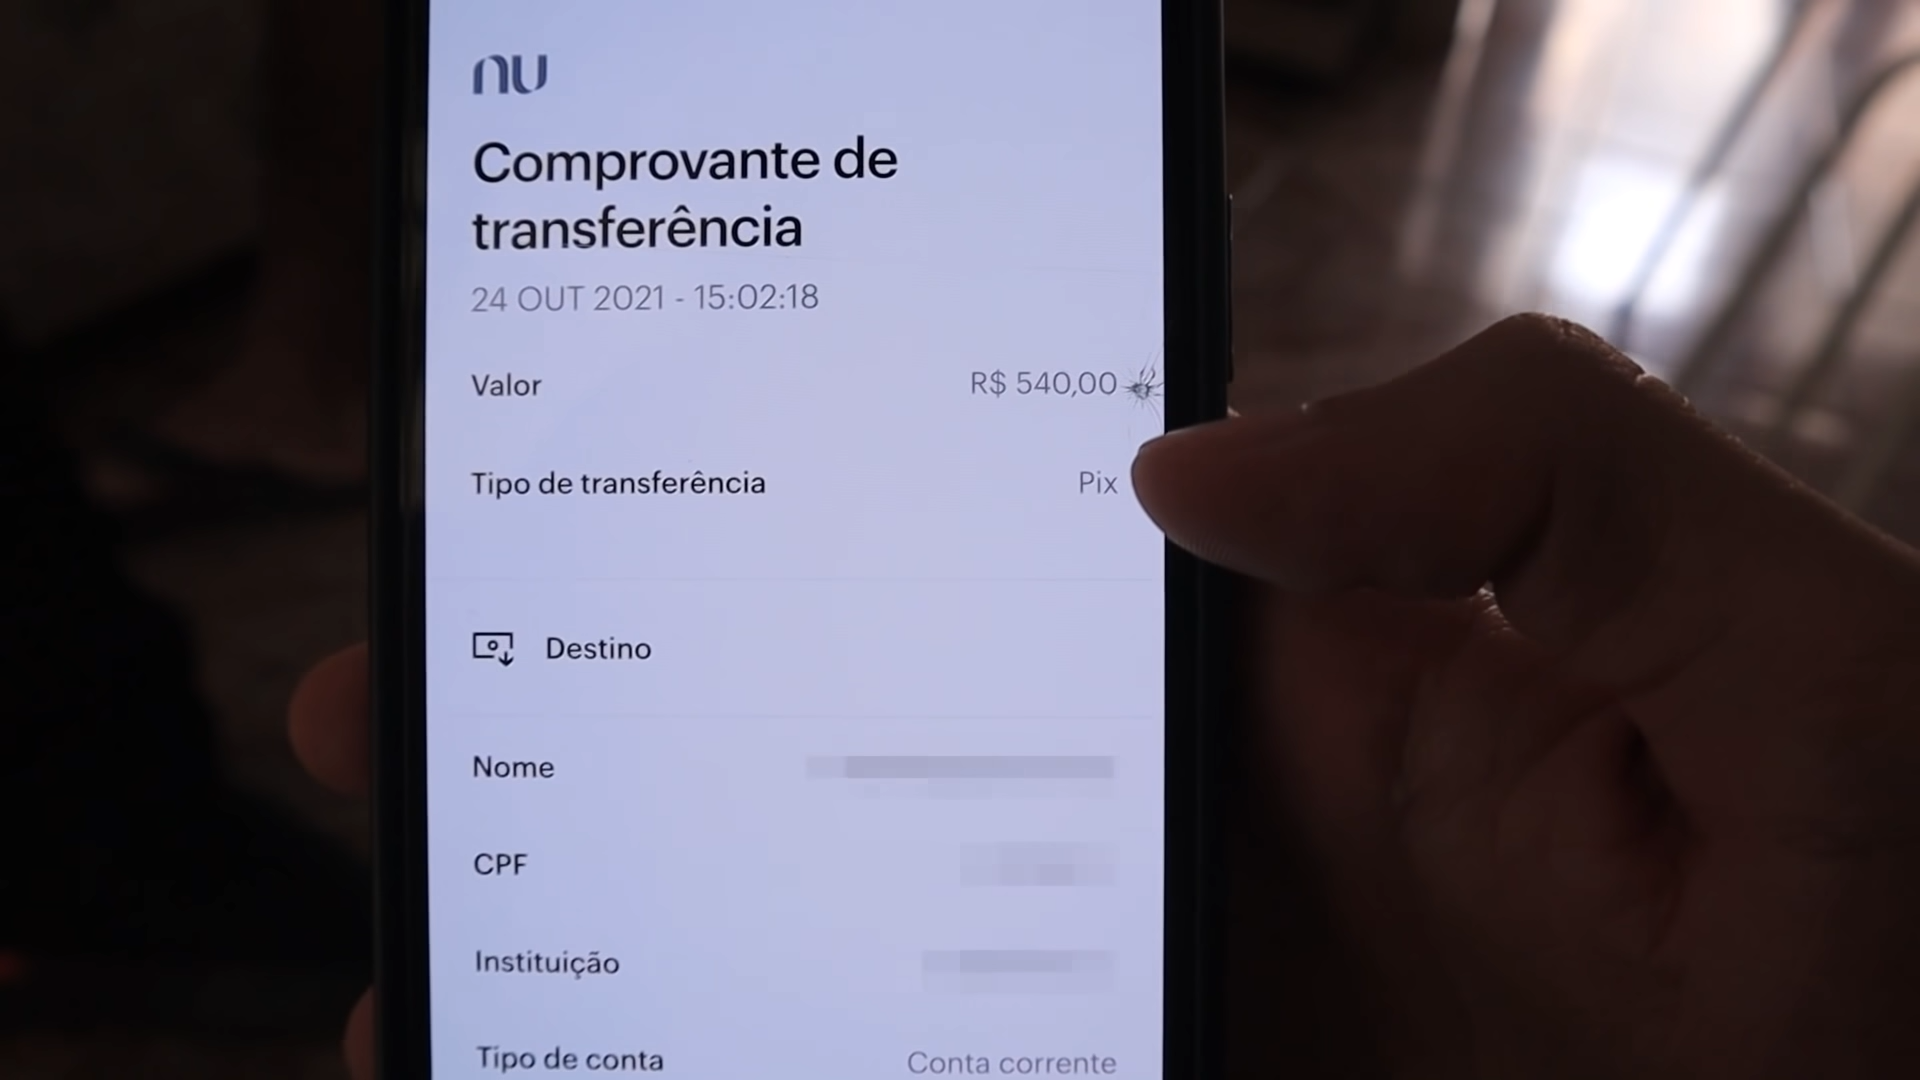 nu
Comprovante de
transferência
24 OUT 2021 - 15:02:18
Valor R$ 540,00
Tipo de transferência Pix
Destino
Nome
CPF
Instituição
Tipo de conta Conta corrente